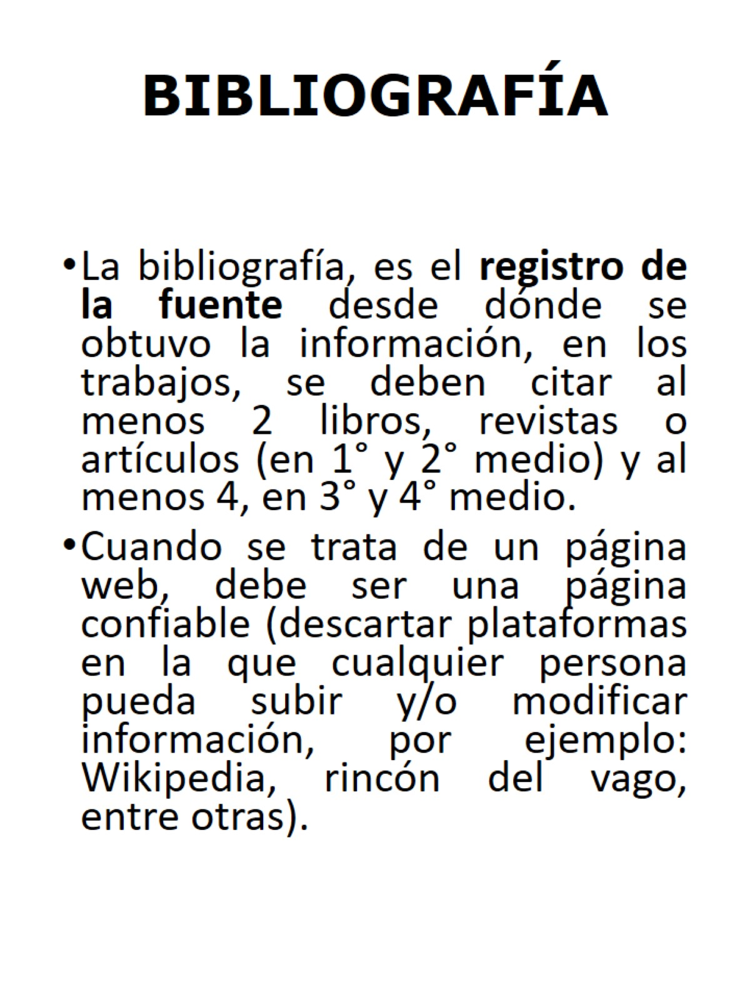 BIBLIOGRAFÍA
•La bibliografía, es el registro de
la fuente desde dónde se
obtuvo la información, en los
trabajos, se deben citar al
menos 2 libros, revistas o
artículos (en 1° y 2° medio) y al
menos 4, en 3° y 4° medio.
•Cuando se trata de un página
web, debe ser una página
confiable (descartar plataformas
en la que cualquier persona
pueda subir y/o modificar
información, por ejemplo:
Wikipedia, rincón del vago,
entre otras).